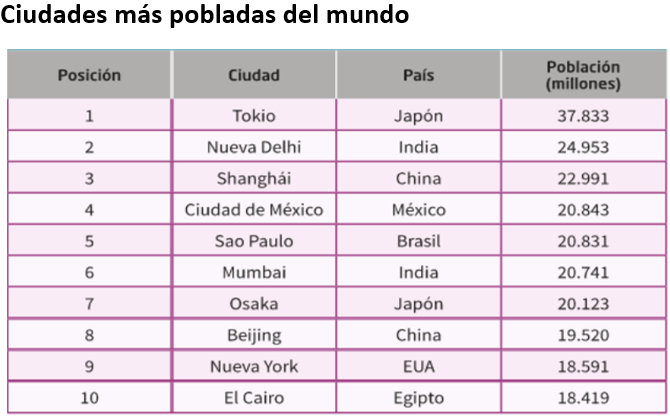 Ciudades más pobladas del mundo
Posición Ciudad País Población (millones)
1 Tokio Japón 37.833
2 Nueva Delhi India 24.953
3 Shanghái China 22.991
4 Ciudad de México México 20.843
5 Sao Paulo Brasil 20.831
6 Mumbai India 20.741
7 Osaka Japón 20.123
8 Beijing China 19.520
9 Nueva York EUA 18.591
10 El Cairo Egipto 18.419